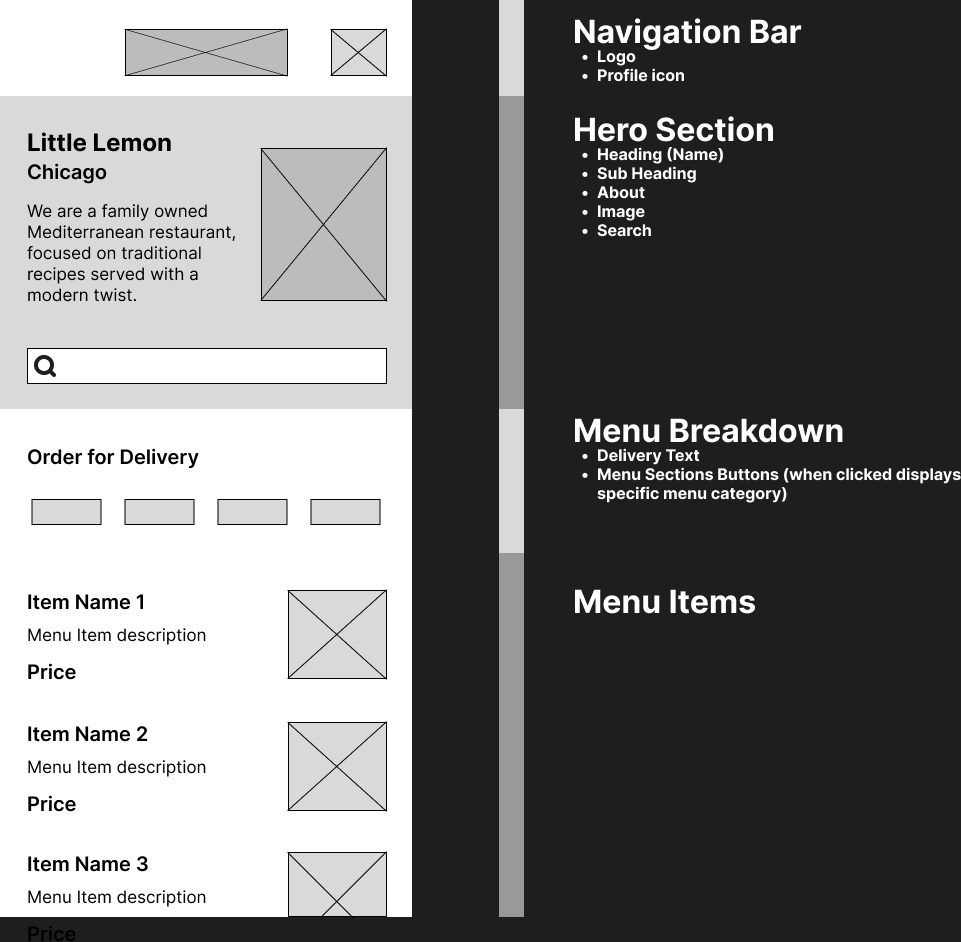 Little Lemon
Chicago
We are a family owned
Mediterranean restaurant,
focused on traditional
recipes served with a
modern twist.
Order for Delivery
Item Name 1
Menu Item description
Price
Item Name 2
Menu Item description
Price
Item Name 3
Menu Item description
Price
Navigation Bar
• Logo
• Profile icon
Hero Section
• Heading (Name)
• Sub Heading
• About
• Image
• Search
Menu Breakdown
• Delivery Text
• Menu Sections Buttons (when clicked displays
specific menu category)
Menu Items